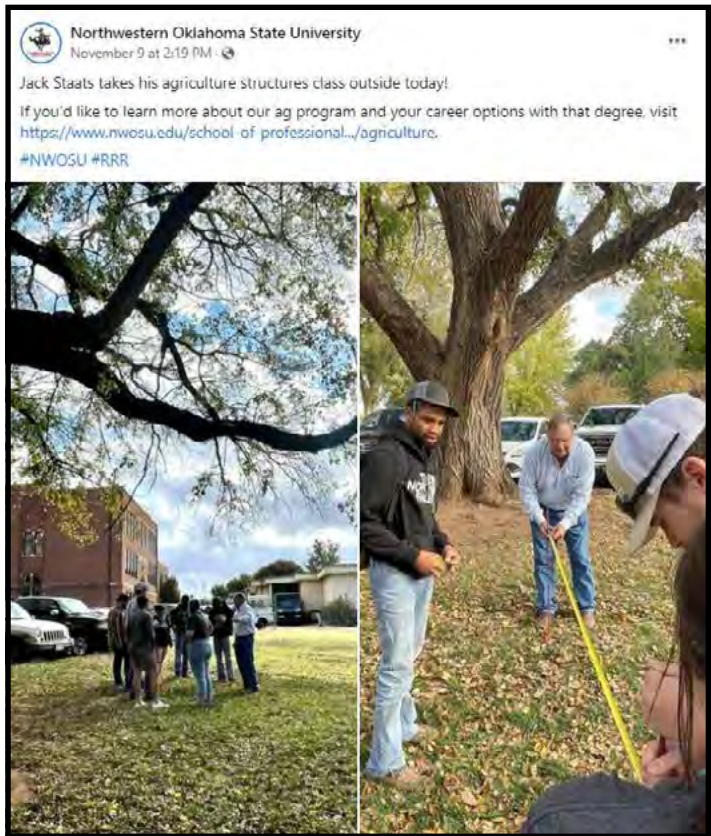 Northwestern Oklahoma State University
November 9 at 2:19 PM ·
Jack Staats takes his agriculture structures class outside today!
If you'd like to learn more about our ag program and your career options with that degree, visit
https://www.nwosu.edu/school-of-professional.../agriculture.
#NWOSU #RRR